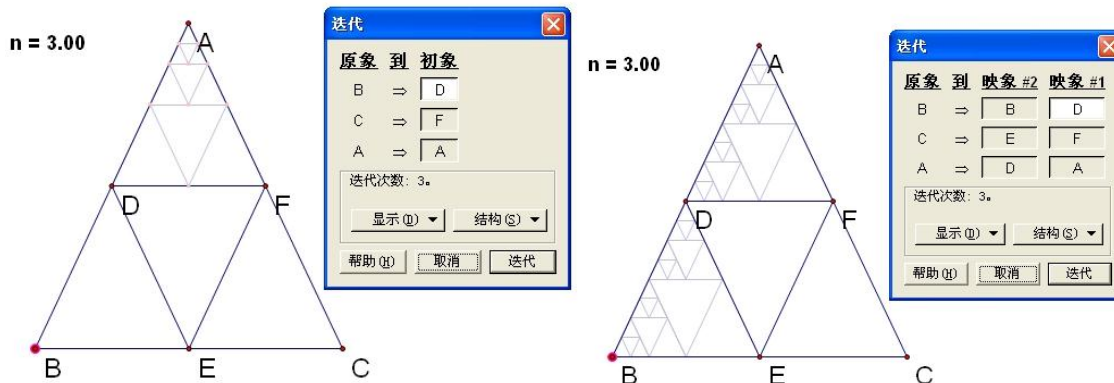 n = 3.00
A
D
F
B
E
C
迭代
原象 到 初象
B ⇒ D
C ⇒ F
A ⇒ A
迭代次数: 3。
显示(D)
结构(S)
帮助(H)
取消
迭代
n = 3.00
A
D
F
B
E
C
迭代
原象 到 映象 #2 映象 #1
B ⇒ B D
C ⇒ E F
A ⇒ D A
迭代次数: 3。
显示(D)
结构(S)
帮助(H)
取消
迭代